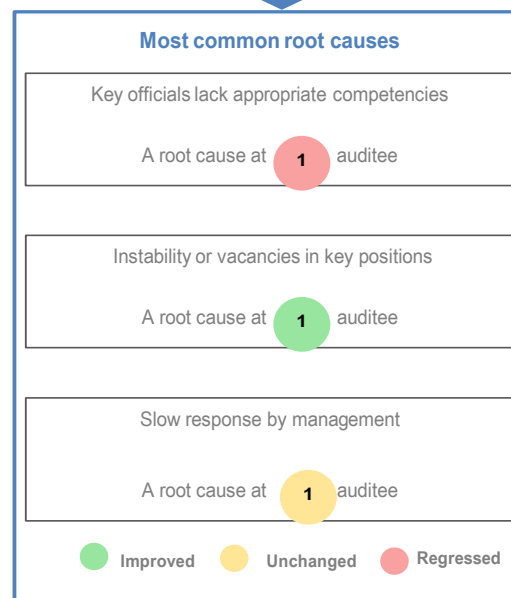 Most common root causes
Key officials lack appropriate competencies
A root cause at 1 auditee
Instability or vacancies in key positions
A root cause at 1 auditee
Slow response by management
A root cause at 1 auditee
Improved Unchanged Regressed